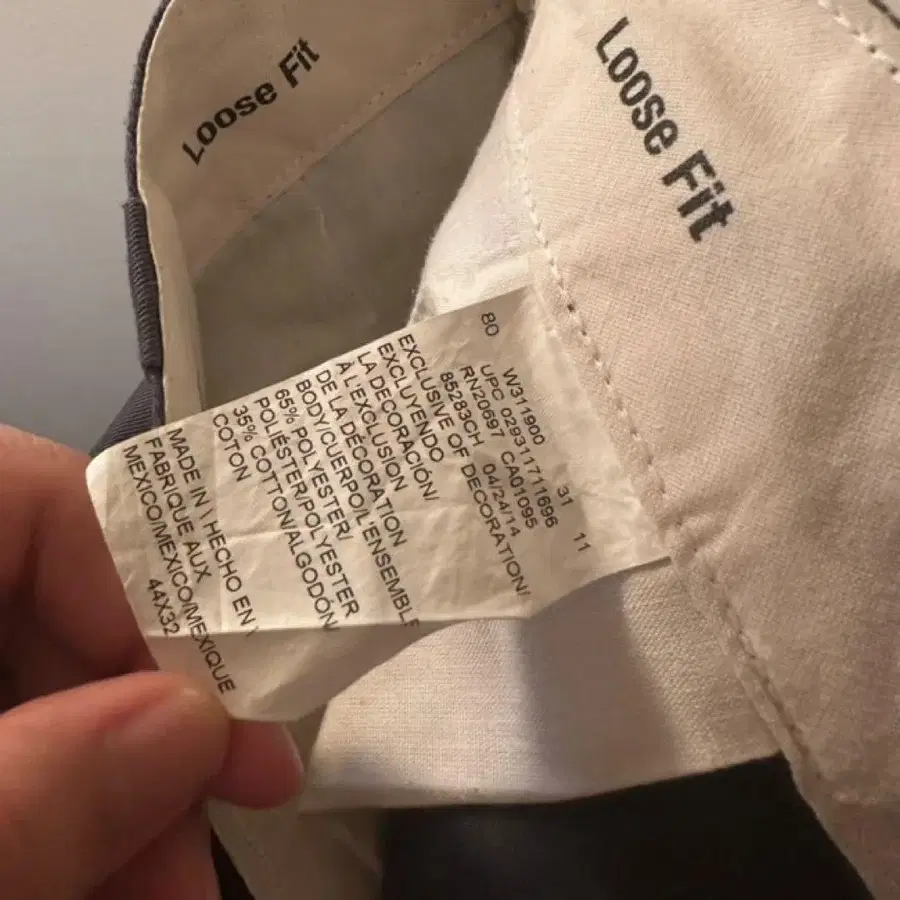 Loose Fit
Loose Fit
80
W311900 31
UPC 029311711696 11
RN20697 CA01095
85283CH 04/24/14
EXCLUSIVE OF DECORATION/
EXCLUYENDO
LA DECORACIÓN/
À L'EXCLUSION
DE LA DÉCORATION
BODY/CUERPO/L'ENSEMBLE
65% POLYESTER/
POLIÉSTER/POLYESTER
35% COTTON/ALGODÓN/
COTON
MADE IN \ HECHO EN \
FABRIQUE AUX
MEXICO/MEXICO/MEXIQUE
44X32